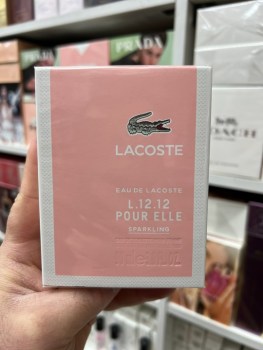 PRADA
COACH
LACOSTE
EAU DE LACOSTE
L.12.12
POUR ELLE
SPARKLING